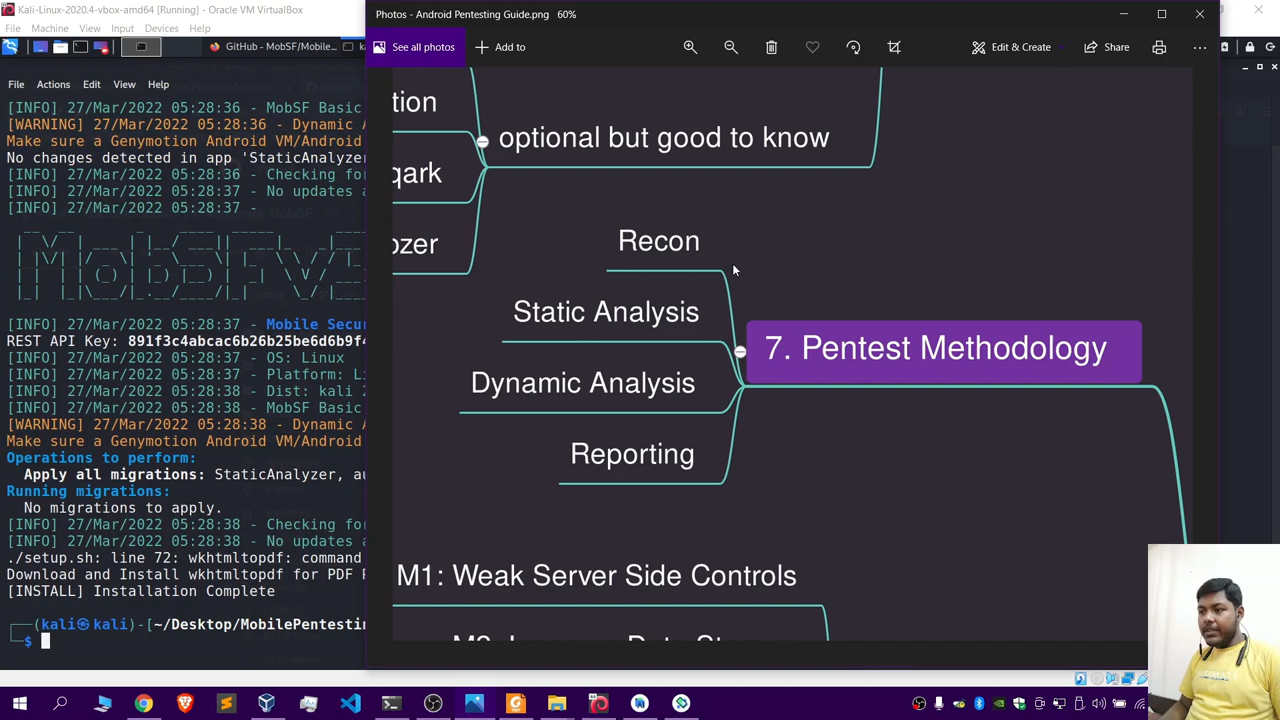 Kali-Linux-2020.4-vbox-amd64 [Running] - Oracle VM VirtualBox
File Machine View Input Devices Help
GitHub - MobSF/Mobile...
File Actions Edit View Help
[INFO] 27/Mar/2022 05:28:36 - MobSF Basic
[WARNING] 27/Mar/2022 05:28:36 - Dynamic
Make sure a Genymotion Android VM/Android
No changes detected in app 'StaticAnalyzer
[INFO] 27/Mar/2022 05:28:36 - Checking for
[INFO] 27/Mar/2022 05:28:37 - No updates a
[INFO] 27/Mar/2022 05:28:37 -
[INFO] 27/Mar/2022 05:28:37 - Mobile Secur
REST API Key: 891f3c4abcac6b26b25be6d6b9f4
[INFO] 27/Mar/2022 05:28:37 - OS: Linux
[INFO] 27/Mar/2022 05:28:37 - Platform: Li
[INFO] 27/Mar/2022 05:28:38 - Dist: kali 2
[INFO] 27/Mar/2022 05:28:38 - MobSF Basic
[WARNING] 27/Mar/2022 05:28:38 - Dynamic A
Make sure a Genymotion Android VM/Android
Operations to perform:
Apply all migrations: StaticAnalyzer, au
Running migrations:
No migrations to apply.
[INFO] 27/Mar/2022 05:28:38 - Checking for
[INFO] 27/Mar/2022 05:28:38 - No updates a
./setup.sh: line 72: wkhtmltopdf: command
Download and Install wkhtmltopdf for PDF R
[INSTALL] Installation Complete
(kali㉿kali)-[~/Desktop/MobilePentestin
$
Photos - Android Pentesting Guide.png 60%
See all photos
Add to
Edit & Create
Share
tion
optional but good to know
qark
ozer
Recon
Static Analysis
7. Pentest Methodology
Dynamic Analysis
Reporting
M1: Weak Server Side Controls